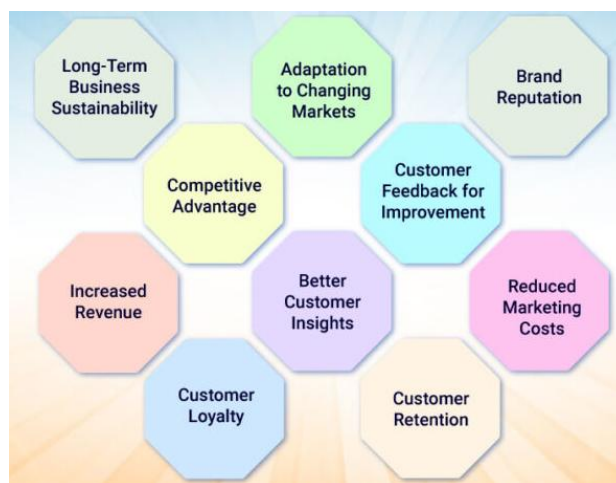 Long-Term
Business
Sustainability
Adaptation
to Changing
Markets
Brand
Reputation
Competitive
Advantage
Customer
Feedback for
Improvement
Increased
Revenue
Better
Customer
Insights
Reduced
Marketing
Costs
Customer
Loyalty
Customer
Retention